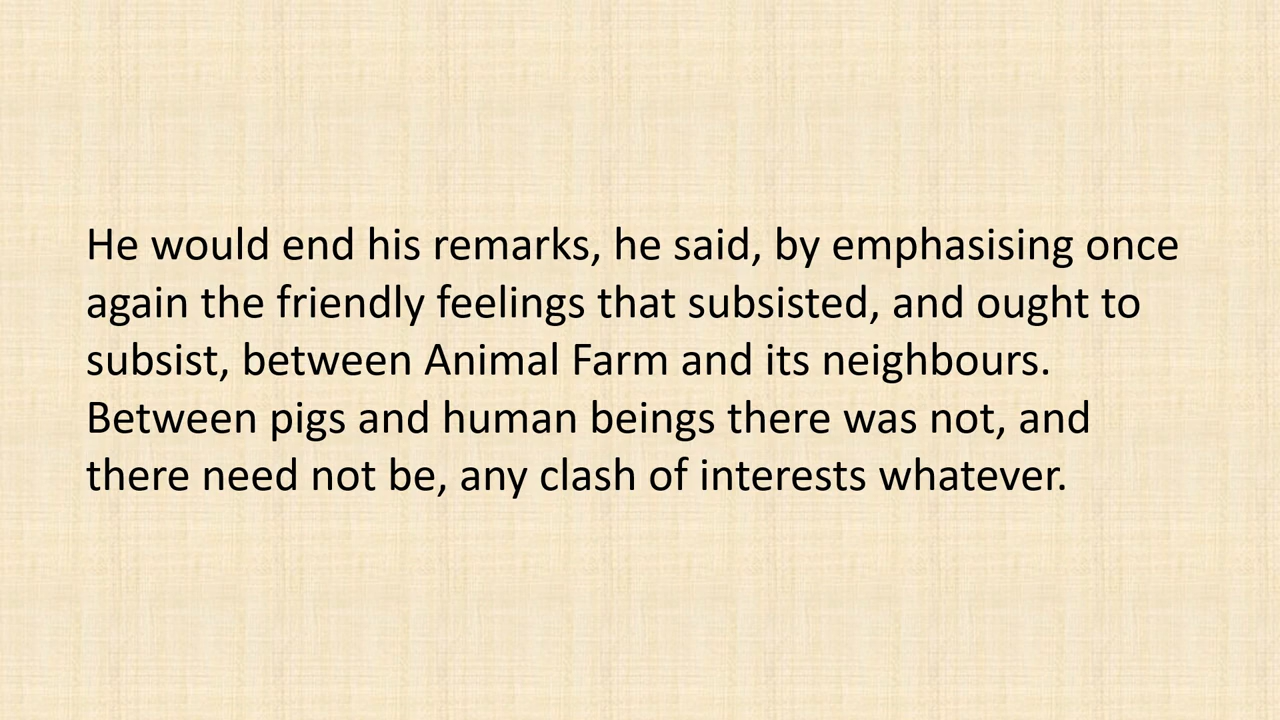 He would end his remarks, he said, by emphasising once
again the friendly feelings that subsisted, and ought to
subsist, between Animal Farm and its neighbours.
Between pigs and human beings there was not, and
there need not be, any clash of interests whatever.